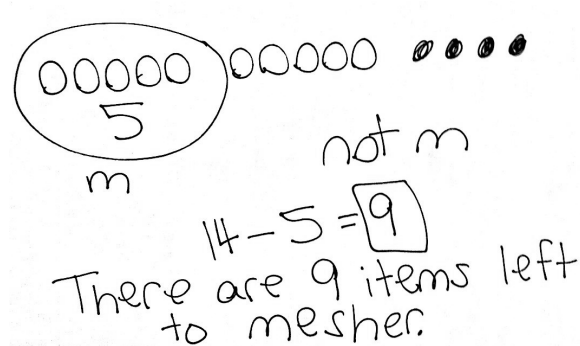 5
m
not m
14-5=9
There are 9 items left
to mesher.